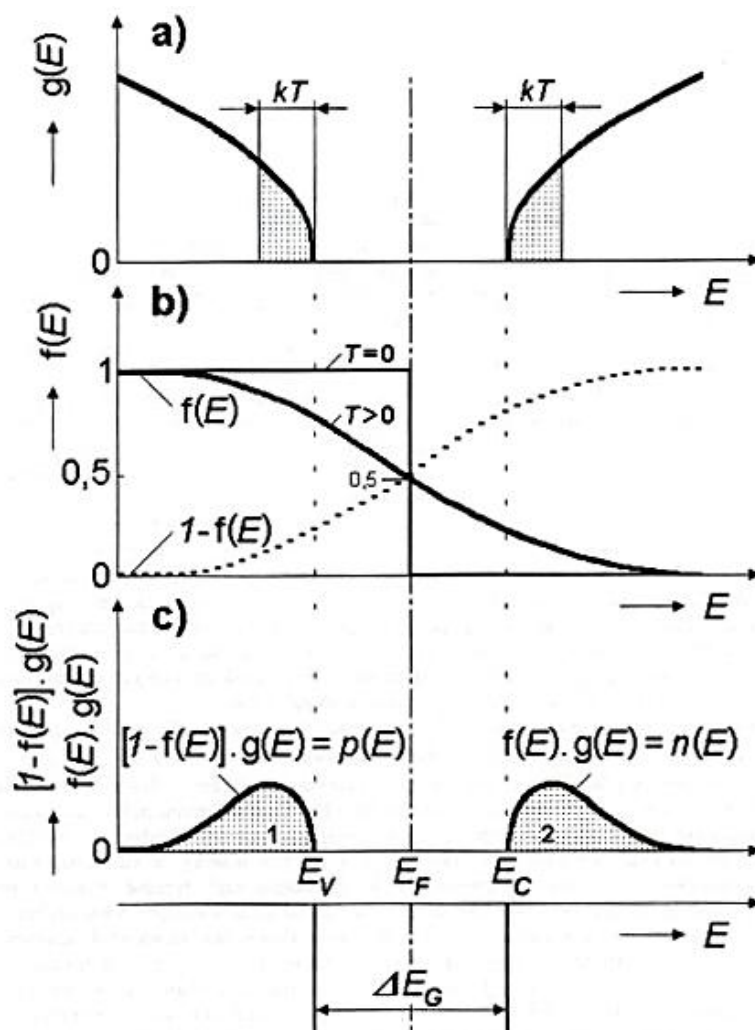 a)
g(E)
kT kT
0
E
b)
f(E)
1
T=0
f(E)
T>0
0,5
0,5
1-f(E)
0
E
c)
[1-f(E)].g(E)
f(E).g(E)
[1-f(E)].g(E)=p(E) f(E).g(E)=n(E)
1 2
0
E_V E_F E_C E
E
ΔE_G